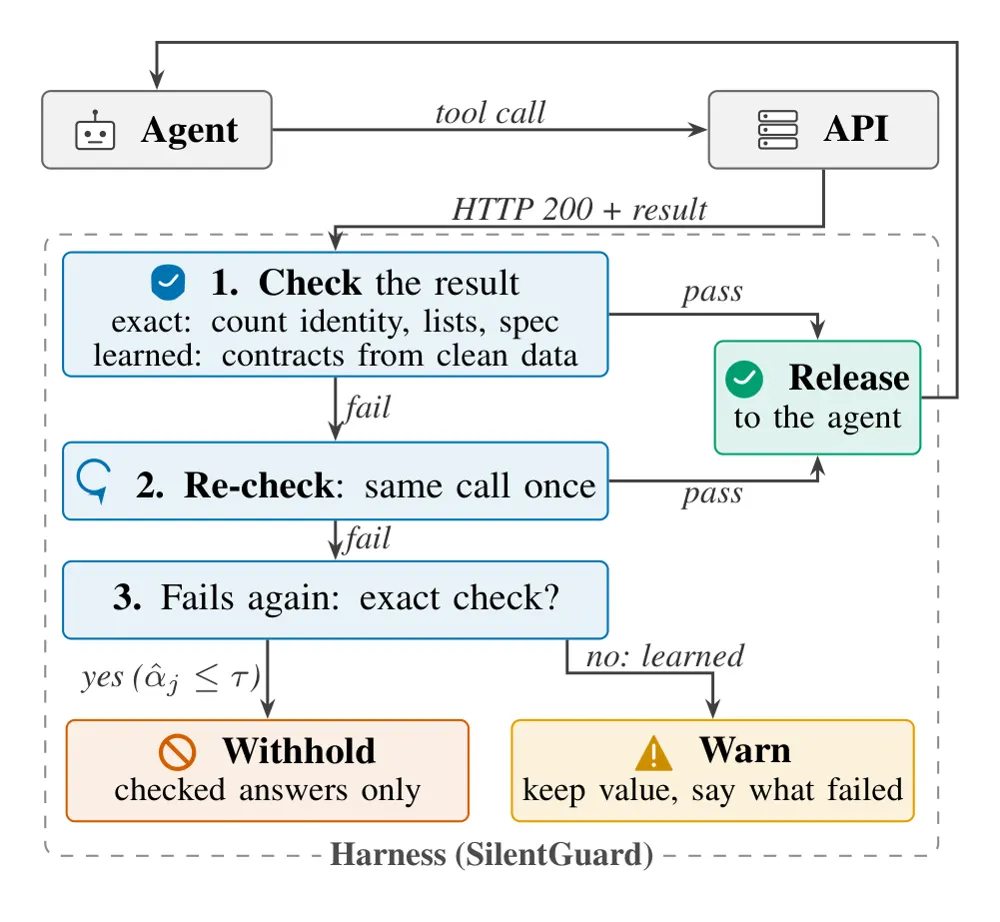 Agent
tool call
API
HTTP 200 + result
1. Check the result
exact: count identity, lists, spec
learned: contracts from clean data
pass
Release
to the agent
fail
2. Re-check: same call once
pass
fail
3. Fails again: exact check?
yes (α̂ⱼ ≤ τ)
no: learned
Withhold
checked answers only
Warn
keep value, say what failed
Harness (SilentGuard)